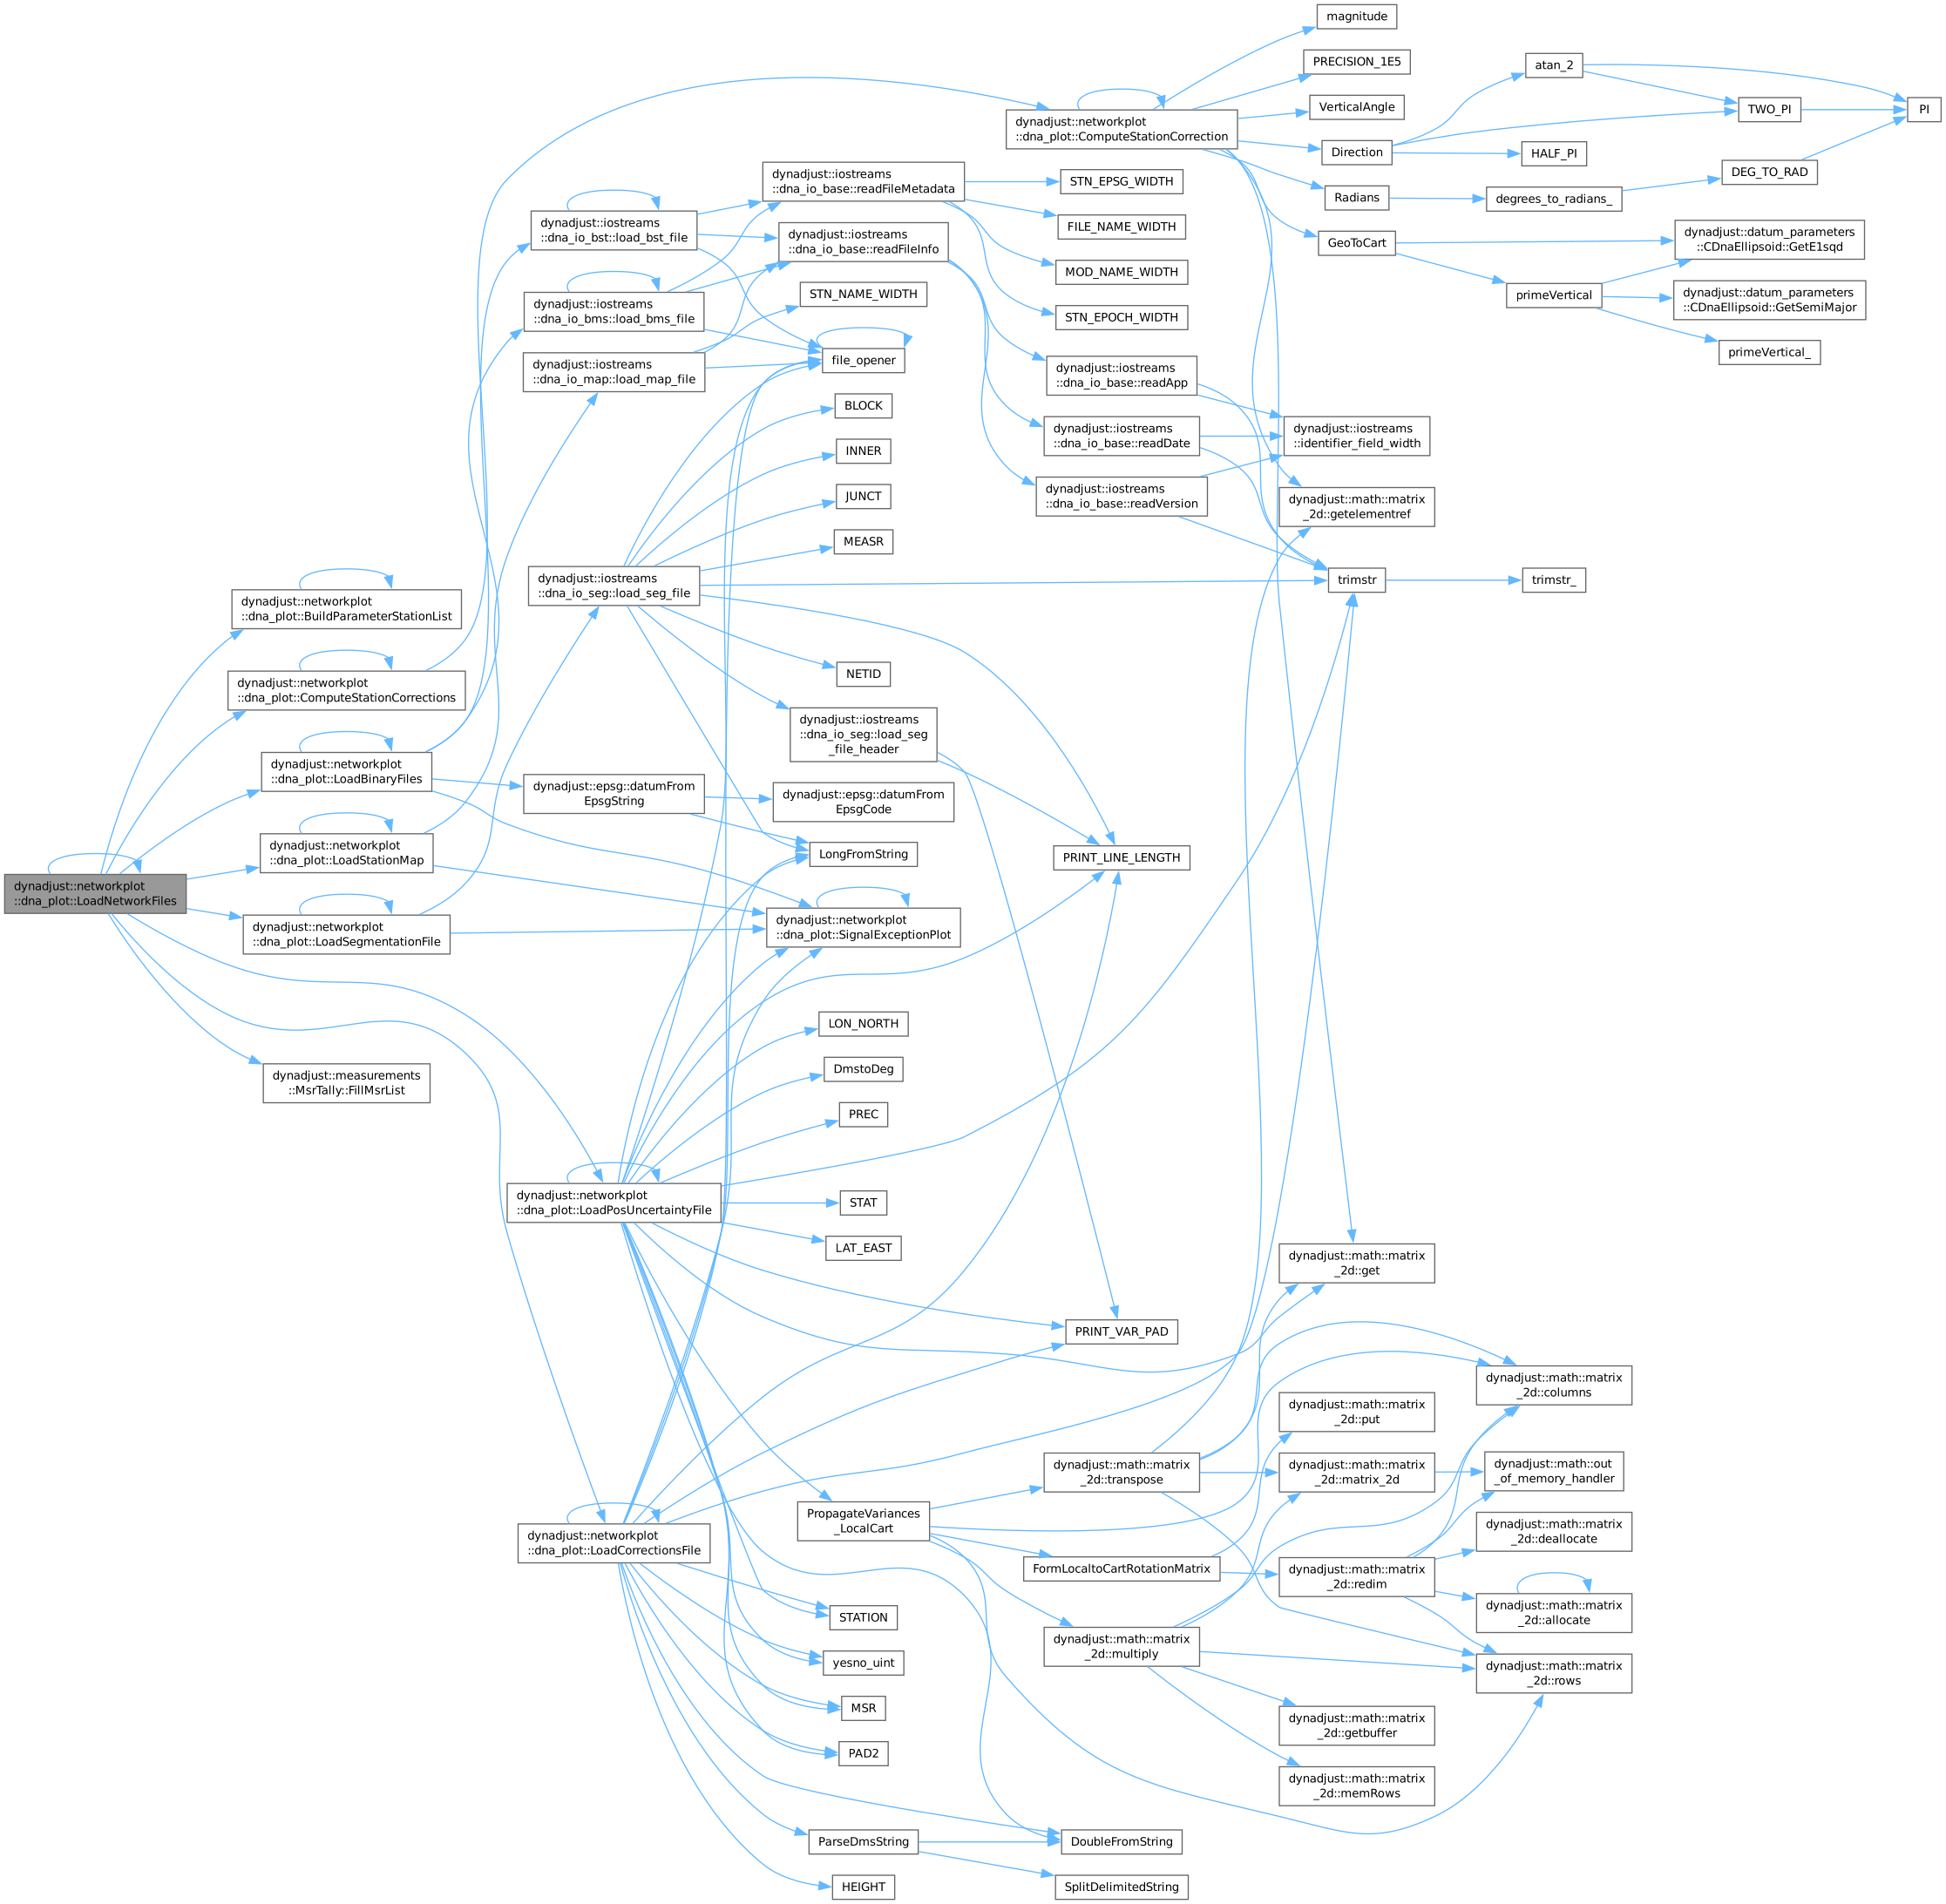 magnitude
PRECISION_1E5
VerticalAngle
dynadjust::networkplot
::dna_plot::ComputeStationCorrection
Direction
atan_2
TWO_PI
PI
HALF_PI
DEG_TO_RAD
Radians
degrees_to_radians_
GeoToCart
dynadjust::datum_parameters
::CDnaEllipsoid::GetE1sqd
primeVertical
dynadjust::datum_parameters
::CDnaEllipsoid::GetSemiMajor
primeVertical_
dynadjust::iostreams
::dna_io_base::readFileMetadata
STN_EPSG_WIDTH
FILE_NAME_WIDTH
MOD_NAME_WIDTH
STN_EPOCH_WIDTH
dynadjust::iostreams
::dna_io_bst::load_bst_file
dynadjust::iostreams
::dna_io_base::readFileInfo
dynadjust::iostreams
::dna_io_bms::load_bms_file
STN_NAME_WIDTH
dynadjust::iostreams
::dna_io_map::load_map_file
file_opener
dynadjust::iostreams
::dna_io_base::readApp
dynadjust::iostreams
::dna_io_base::readDate
dynadjust::iostreams
::identifier_field_width
dynadjust::iostreams
::dna_io_base::readVersion
dynadjust::math::matrix
_2d::getelementref
BLOCK
INNER
JUNCT
MEASR
dynadjust::iostreams
::dna_io_seg::load_seg_file
trimstr
trimstr_
dynadjust::networkplot
::dna_plot::BuildParameterStationList
dynadjust::networkplot
::dna_plot::ComputeStationCorrections
NETID
dynadjust::iostreams
::dna_io_seg::load_seg
_file_header
dynadjust::networkplot
::dna_plot::LoadBinaryFiles
dynadjust::epsg::datumFrom
EpsgString
dynadjust::epsg::datumFrom
EpsgCode
dynadjust::networkplot
::dna_plot::LoadStationMap
LongFromString
PRINT_LINE_LENGTH
dynadjust::networkplot
::dna_plot::LoadNetworkFiles
dynadjust::networkplot
::dna_plot::LoadSegmentationFile
dynadjust::networkplot
::dna_plot::SignalExceptionPlot
LON_NORTH
DmstoDeg
dynadjust::measurements
::MsrTally::FillMsrList
PREC
dynadjust::networkplot
::dna_plot::LoadPosUncertaintyFile
STAT
LAT_EAST
dynadjust::math::matrix
_2d::get
PRINT_VAR_PAD
dynadjust::math::matrix
_2d::columns
dynadjust::math::matrix
_2d::put
dynadjust::math::matrix
_2d::transpose
dynadjust::math::matrix
_2d::matrix_2d
dynadjust::math::out
_of_memory_handler
PropagateVariances
_LocalCart
dynadjust::networkplot
::dna_plot::LoadCorrectionsFile
dynadjust::math::matrix
_2d::deallocate
FormLocaltoCartRotationMatrix
dynadjust::math::matrix
_2d::redim
dynadjust::math::matrix
_2d::allocate
STATION
yesno_uint
dynadjust::math::matrix
_2d::multiply
dynadjust::math::matrix
_2d::rows
MSR
dynadjust::math::matrix
_2d::getbuffer
PAD2
dynadjust::math::matrix
_2d::memRows
ParseDmsString
DoubleFromString
HEIGHT
SplitDelimitedString